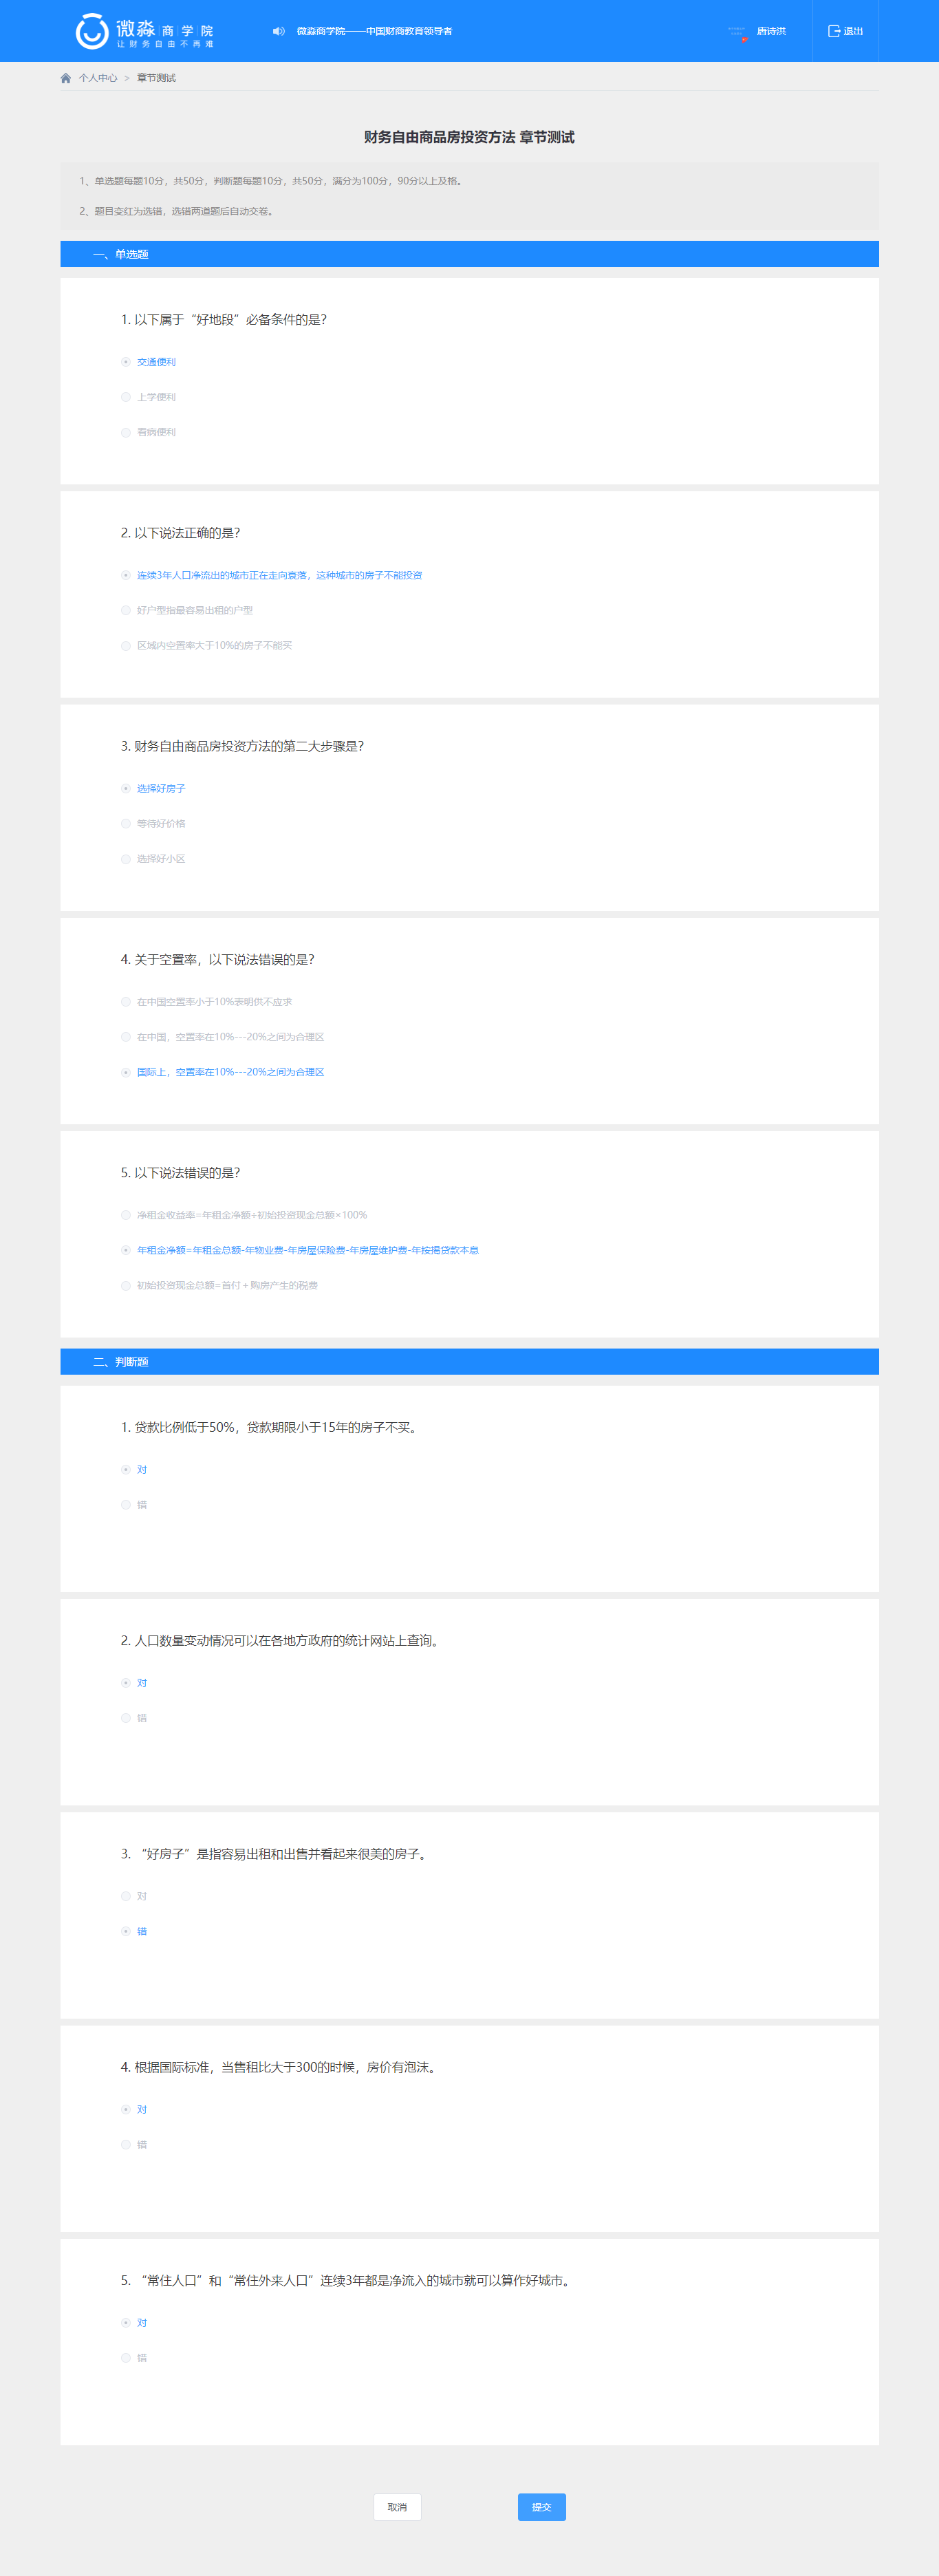 微淼 商 学 院
让 财 务 自 由 不 再 难
微淼商学院——中国财商教育领导者
唐诗洪
退出
个人中心 > 章节测试
财务自由商品房投资方法 章节测试
1、单选题每题10分，共50分，判断题每题10分，共50分，满分为100分，90分以上及格。
2、题目变红为选错，选错两道题后自动交卷。
一、单选题
1. 以下属于“好地段”必备条件的是？
交通便利
上学便利
看病便利
2. 以下说法正确的是？
连续3年人口净流出的城市正在走向衰落，这种城市的房子不能投资
好户型指最容易出租的户型
区域内空置率大于10%的房子不能买
3. 财务自由商品房投资方法的第二大步骤是？
选择好房子
等待好价格
选择好小区
4. 关于空置率，以下说法错误的是？
在中国空置率小于10%表明供不应求
在中国，空置率在10%---20%之间为合理区
国际上，空置率在10%---20%之间为合理区
5. 以下说法错误的是？
净租金收益率=年租金净额÷初始投资现金总额×100%
年租金净额=年租金总额-年物业费-年房屋保险费-年房屋维护费-年按揭贷款本息
初始投资现金总额=首付＋购房产生的税费
二、判断题
1. 贷款比例低于50%，贷款期限小于15年的房子不买。
对
错
2. 人口数量变动情况可以在各地方政府的统计网站上查询。
对
错
3. “好房子”是指容易出租和出售并看起来很美的房子。
对
错
4. 根据国际标准，当售租比大于300的时候，房价有泡沫。
对
错
5. “常住人口”和“常住外来人口”连续3年都是净流入的城市就可以算作好城市。
对
错
取消
提交